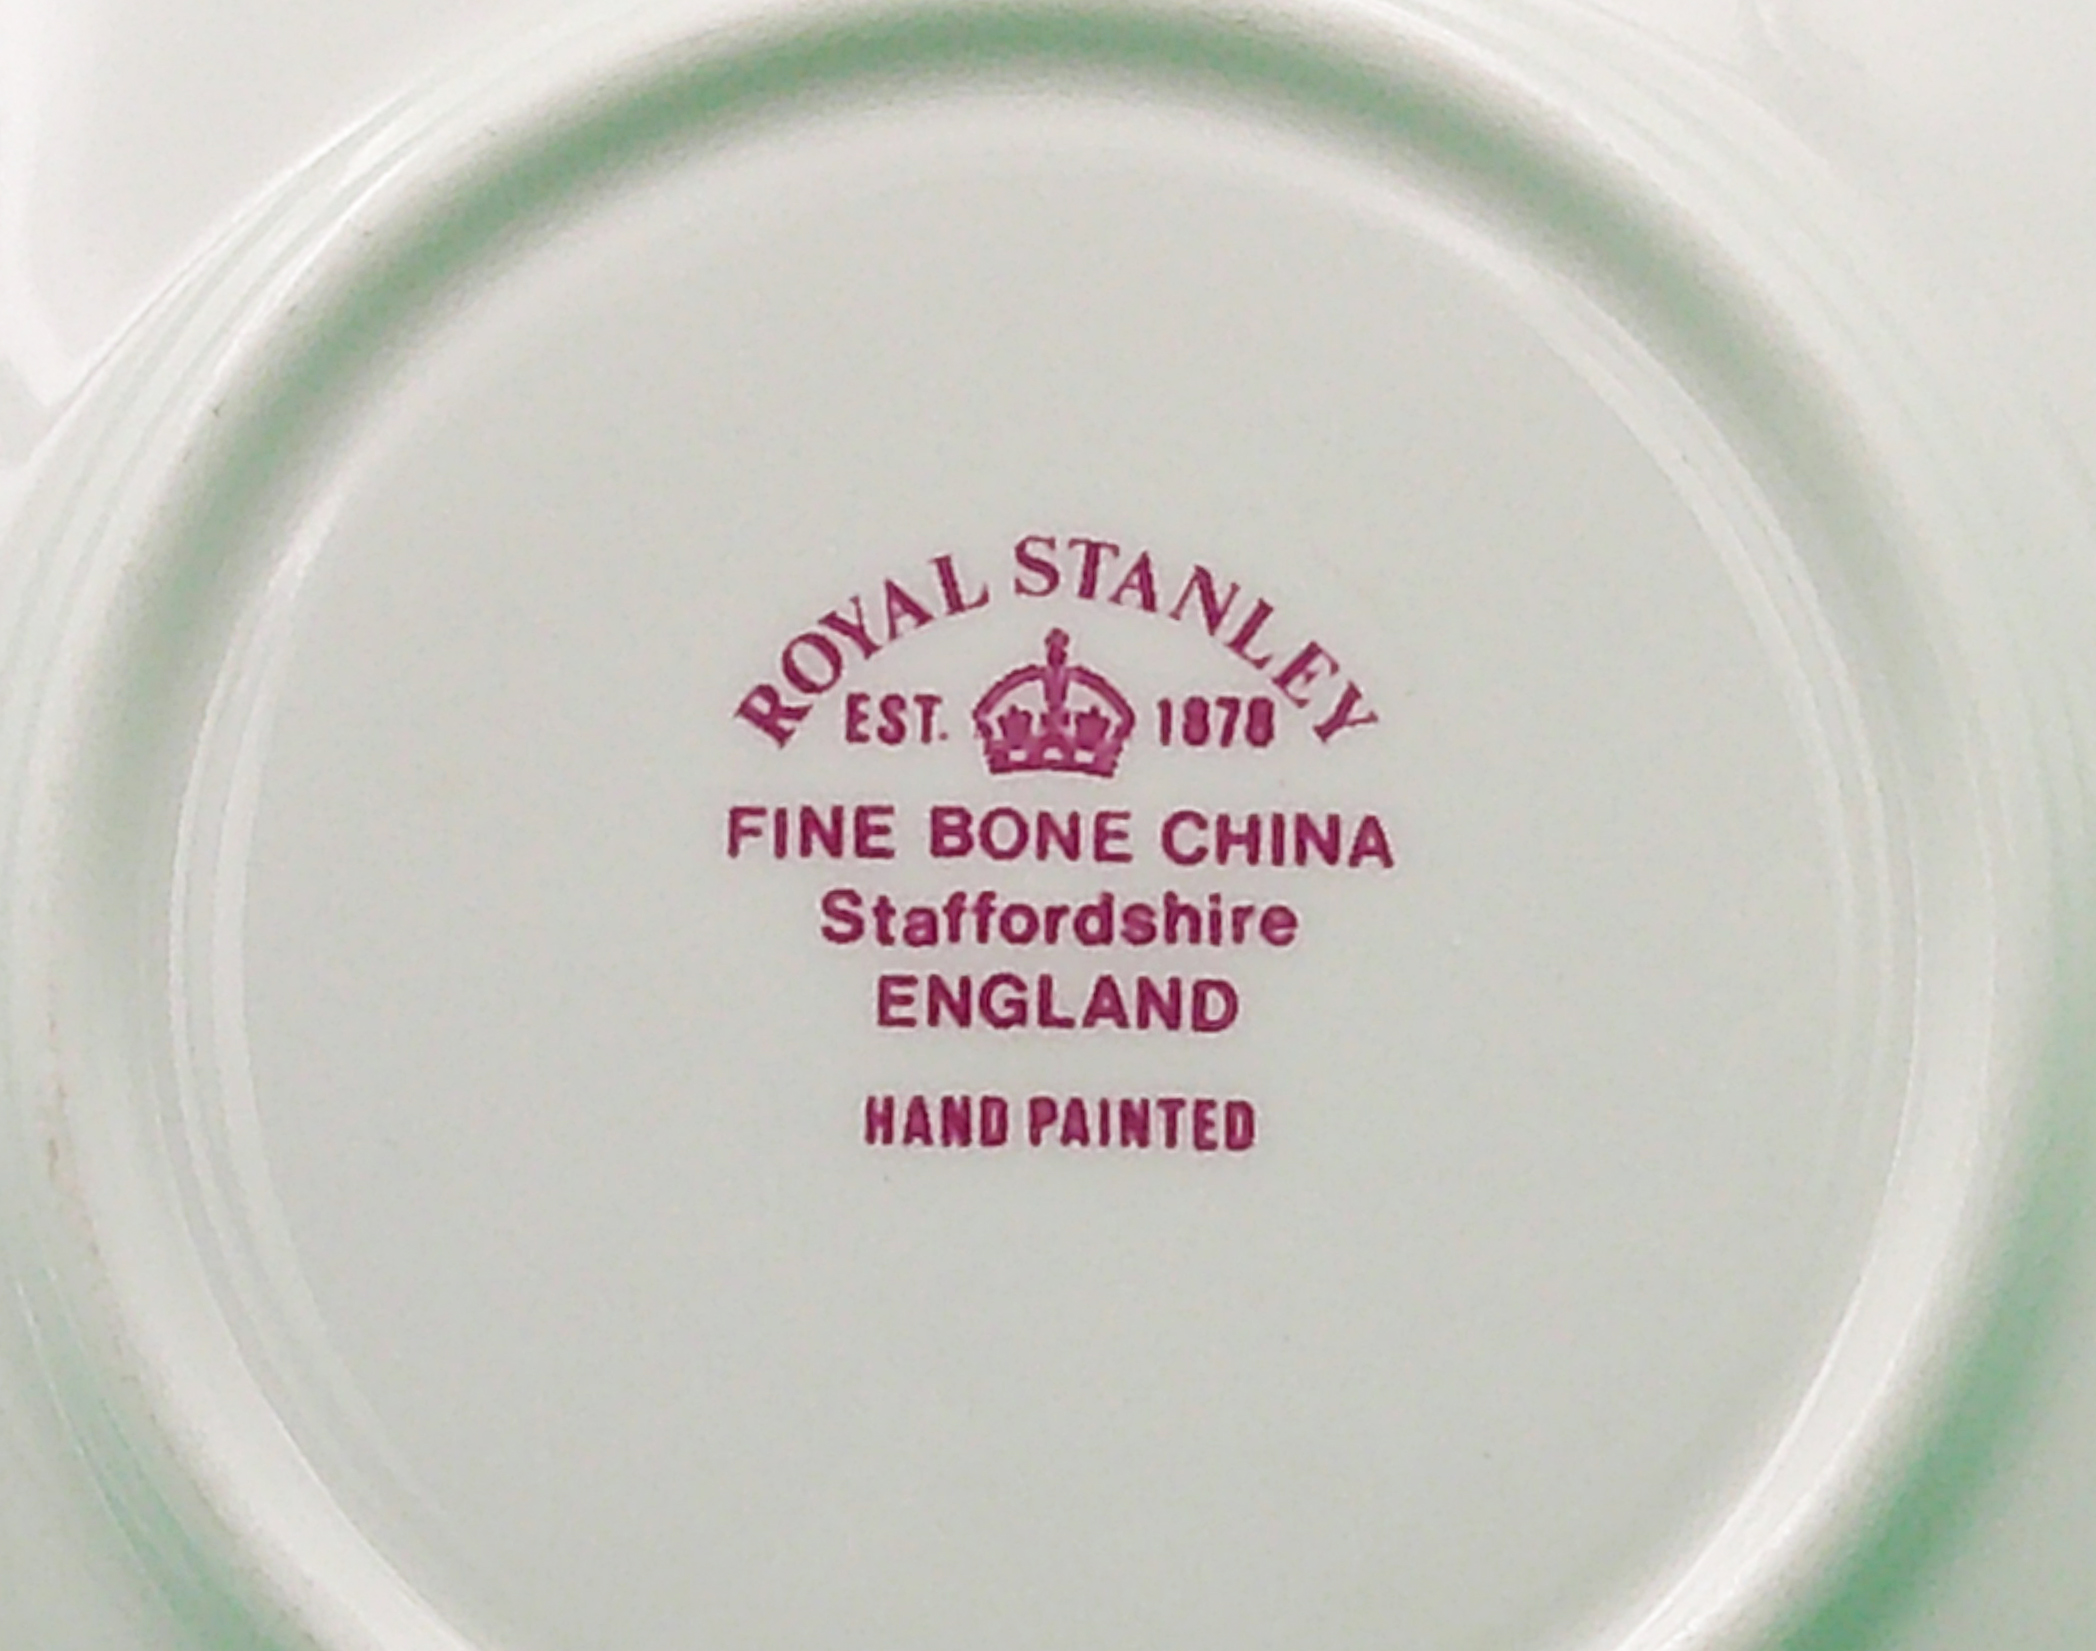 ROYAL STANLEY
EST. 1878
FINE BONE CHINA
Staffordshire
ENGLAND
HAND PAINTED